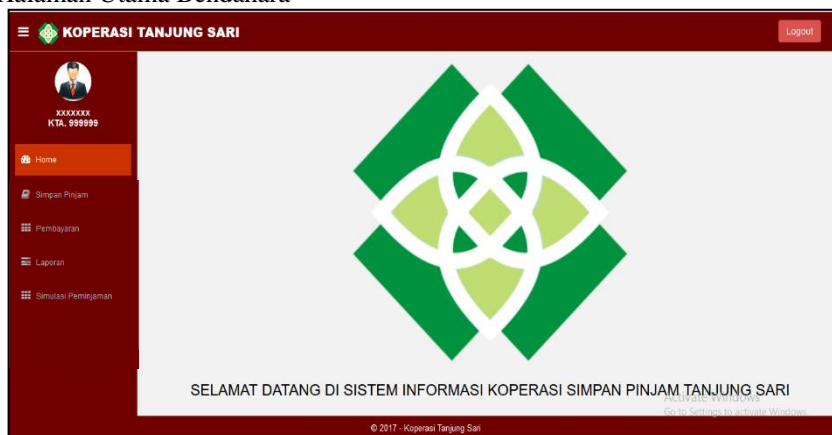 Halaman Utama Bendahara
KOPERASI TANJUNG SARI
Logout
XXXXXXX
KTA. 999999
Home
Simpan Pinjam
Pembayaran
Laporan
Simulasi Peminjaman
SELAMAT DATANG DI SISTEM INFORMASI KOPERASI SIMPAN PINJAM TANJUNG SARI
Activate Windows
Go to Settings to activate Windows.
© 2017 - Koperasi Tanjung Sari